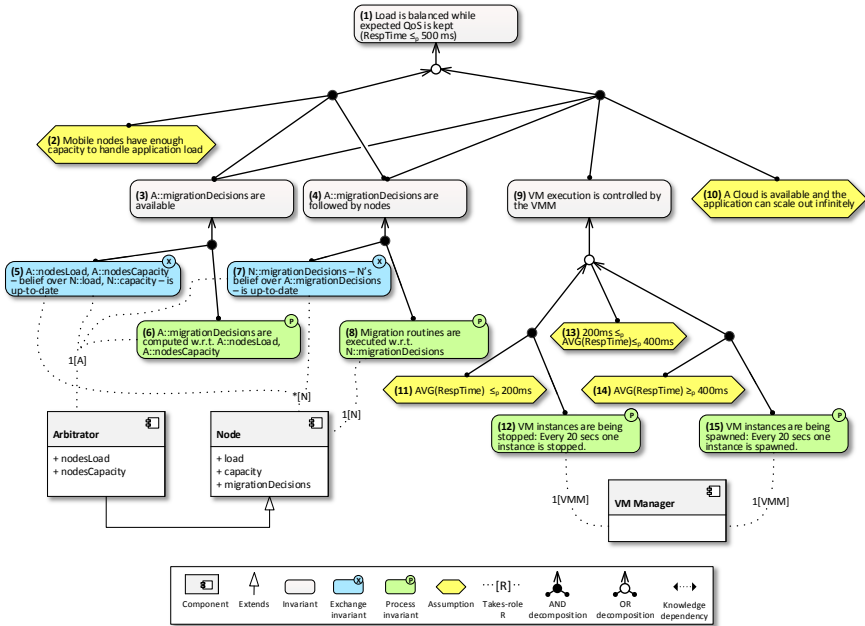 (1) Load is balanced while
expected QoS is kept
(RespTime ≤ₚ 500 ms)
(2) Mobile nodes have enough
capacity to handle application load
(3) A::migrationDecisions are
available
(4) A::migrationDecisions are
followed by nodes
(9) VM execution is controlled by
the VMM
(10) A Cloud is available and the
application can scale out infinitely
(5) A::nodesLoad, A::nodesCapacity
– belief over N::load, N::capacity – is
up-to-date
X
(7) N::migrationDecisions – N's
belief over A::migrationDecisions
– is up-to-date
X
(6) A::migrationDecisions are
computed w.r.t. A::nodesLoad,
A::nodesCapacity
P
(8) Migration routines are
executed w.r.t.
N::migrationDecisions
P
(13) 200ms ≤ₚ
AVG(RespTime)≤ₚ 400ms
(11) AVG(RespTime) ≤ₚ 200ms
(14) AVG(RespTime) ≥ₚ 400ms
(12) VM instances are being
stopped: Every 20 secs one
instance is stopped.
P
(15) VM instances are being
spawned: Every 20 secs one
instance is spawned.
P
1[A]
*[N]
1[N]
1[VMM]
1[VMM]
Arbitrator
+ nodesLoad
+ nodesCapacity
Node
+ load
+ capacity
+ migrationDecisions
VM Manager
Component
Extends
Invariant
X
Exchange
invariant
P
Process
invariant
Assumption
[R]
Takes-role
R
AND
decomposition
OR
decomposition
Knowledge
dependency